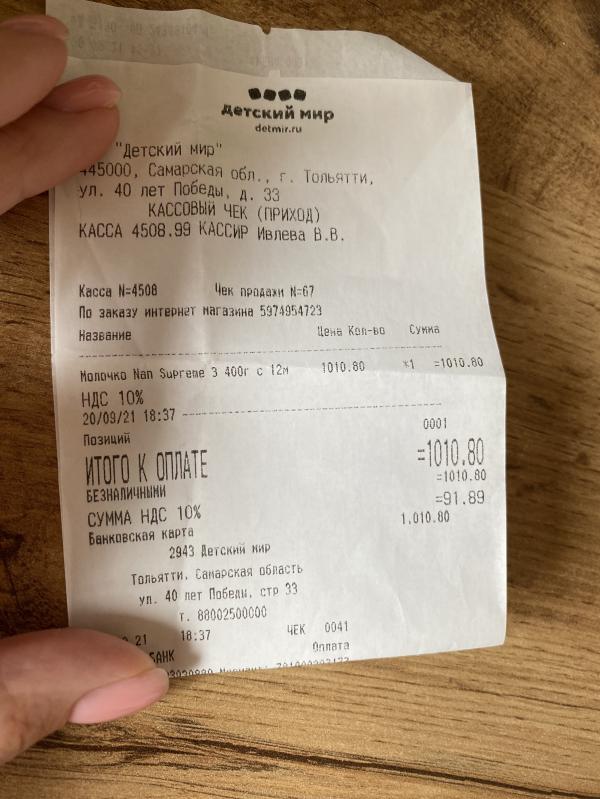 детский мир
detmir.ru
"Детский мир"
445000, Самарская обл., г. Тольятти,
ул. 40 лет Победы, д. 33
КАССОВЫЙ ЧЕК (ПРИХОД)
КАССА 4508.99 КАССИР Ивлева В.В.
Касса N=4508 Чек продажи N=67
По заказу интернет магазина 5974954723
Название Цена Кол-во Сумма
Молочко Nan Supreme 3 400г с 12м 1010.80 *1 =1010.80
НДС 10%
20/09/21 18:37
Позиций 0001
ИТОГО К ОПЛАТЕ =1010.80
БЕЗНАЛИЧНЫМИ =1010.80
СУММА НДС 10% =91.89
Банковская карта 1,010.80
2943 Детский мир
Тольятти, Самарская область
ул. 40 лет Победы, стр 33
т. 88002500000
21 18:37 ЧЕК 0041
БАНК Оплата